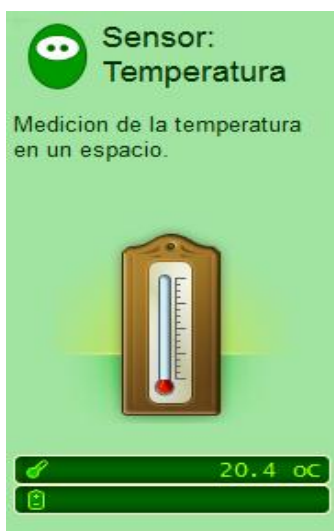 Sensor:
Temperatura
Medicion de la temperatura
en un espacio.
20.4 oC